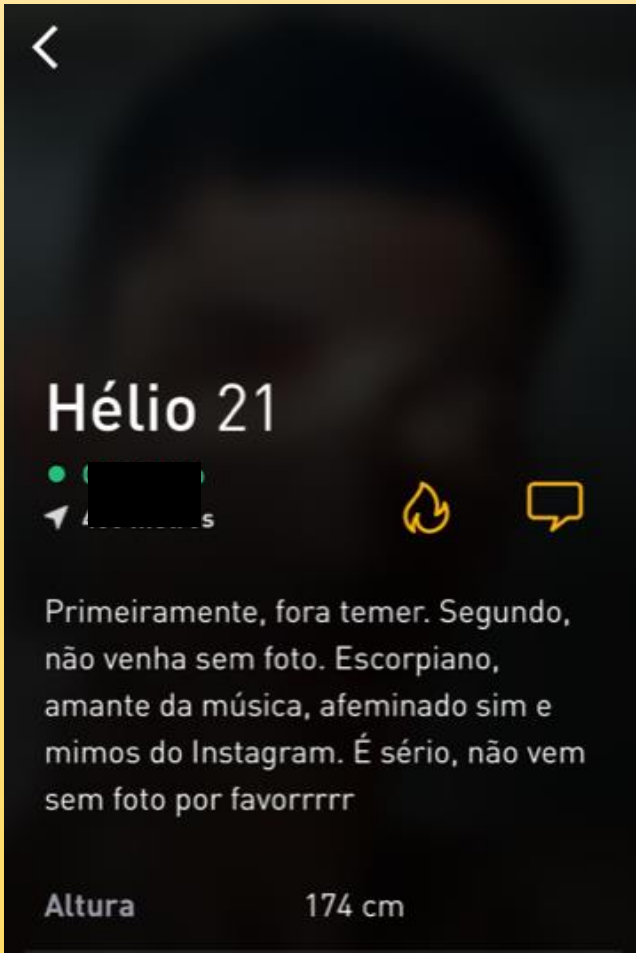 Hélio 21
Primeiramente, fora temer. Segundo,
não venha sem foto. Escorpiano,
amante da música, afeminado sim e
mimos do Instagram. É sério, não vem
sem foto por favorrrrr
Altura 174 cm